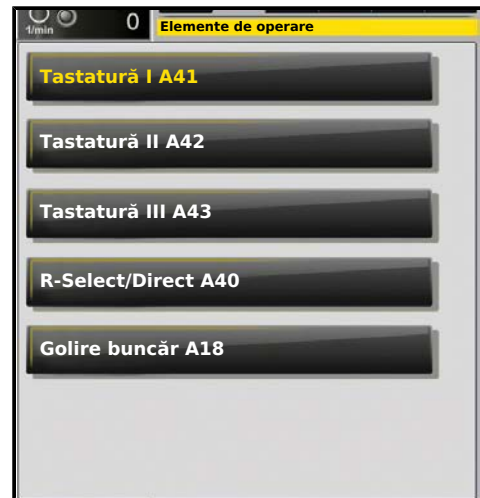 1/min
0
Elemente de operare
Tastatură I A41
Tastatură II A42
Tastatură III A43
R-Select/Direct A40
Golire buncăr A18